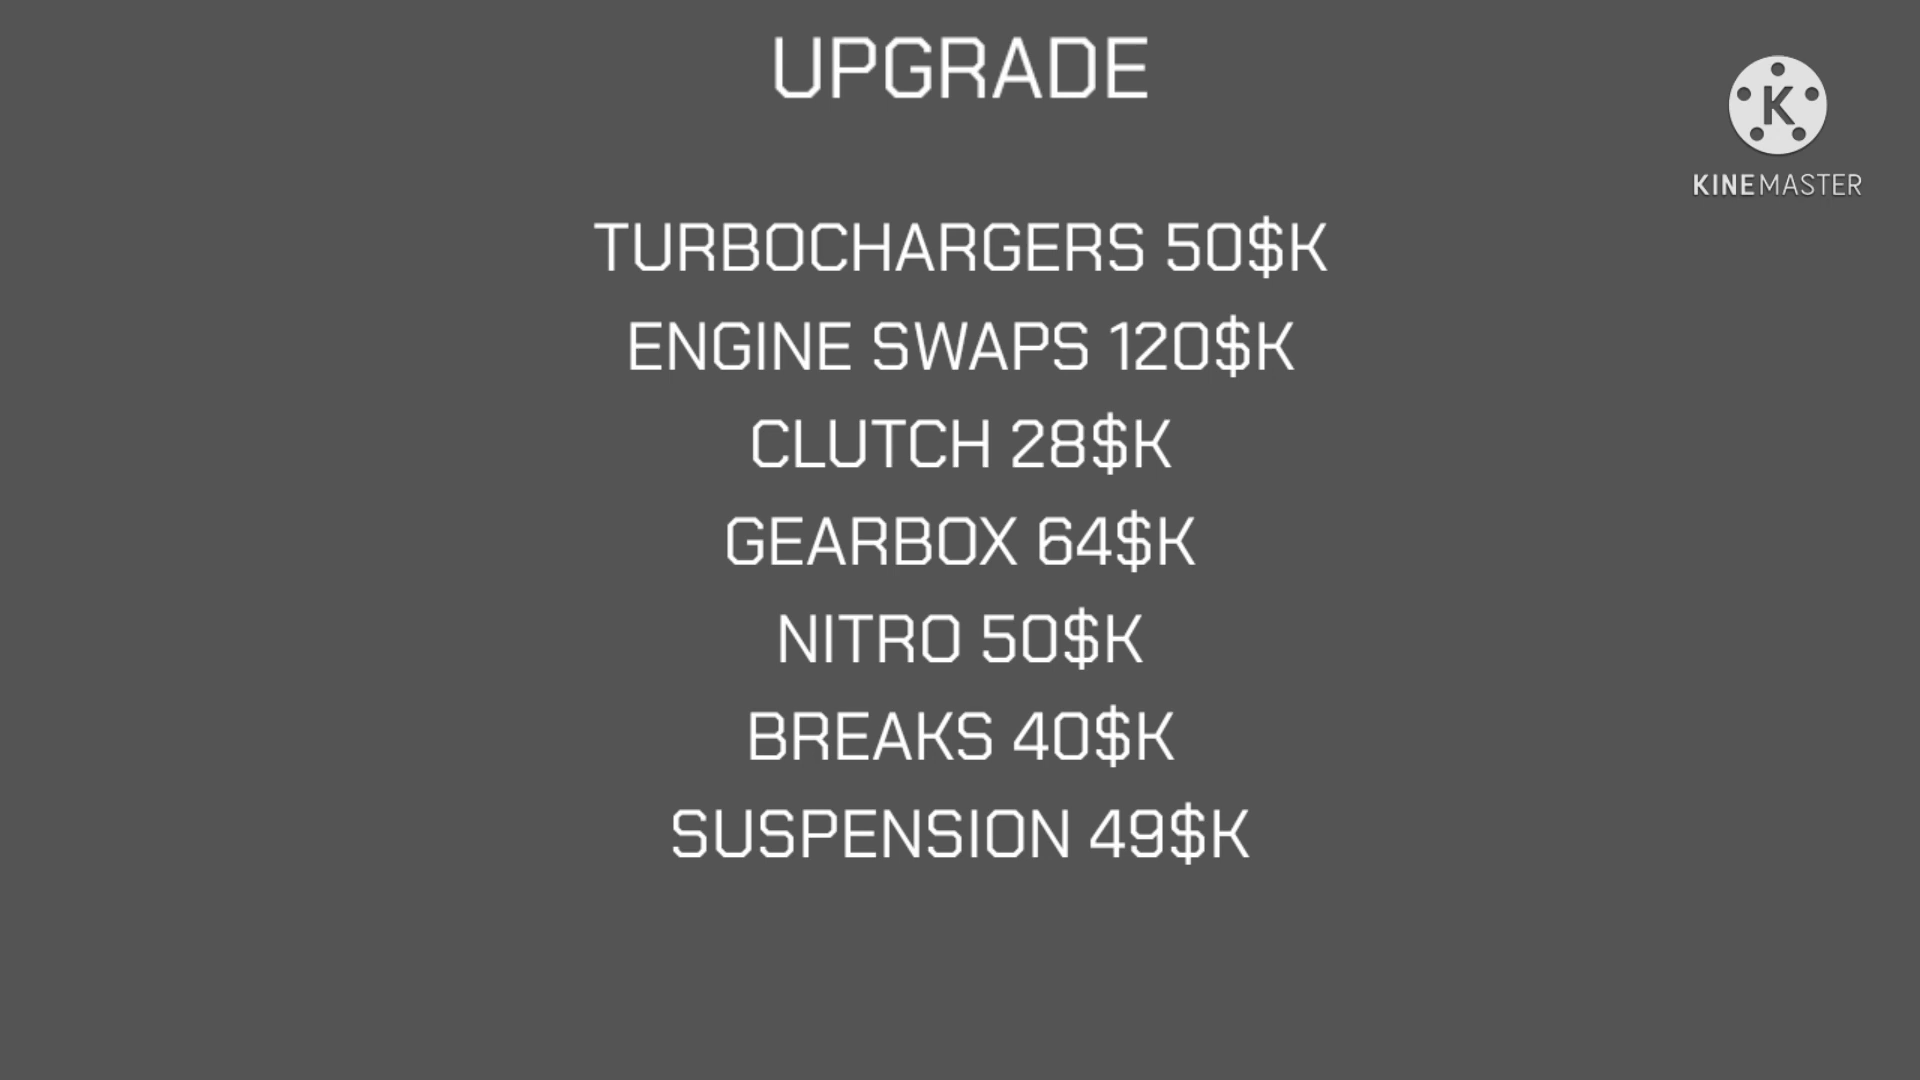 UPGRADE
K
KINEMASTER
TURBOCHARGERS 50$K
ENGINE SWAPS 120$K
CLUTCH 28$K
GEARBOX 64$K
NITRO 50$K
BREAKS 40$K
SUSPENSION 49$K